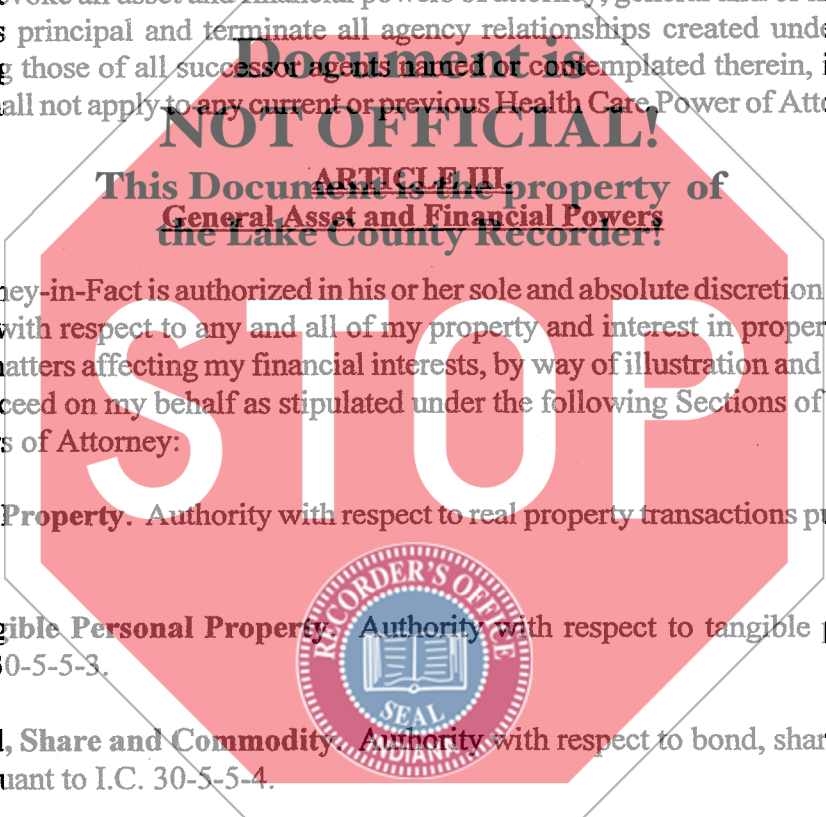 s principal and terminate all agency relationships created unde
g those of all successor agents named or contemplated therein, i
all not apply to any current or previous Health Care Power of Atto
Document is
NOT OFFICIAL!
This Document is the property of
the Lake County Recorder!
ARTICLE III
General Asset and Financial Powers
ney-in-Fact is authorized in his or her sole and absolute discretion
with respect to any and all of my property and interest in proper
natters affecting my financial interests, by way of illustration and
ceed on my behalf as stipulated under the following Sections of
s of Attorney:
STOP
Property. Authority with respect to real property transactions pu
gible Personal Property. Authority with respect to tangible p
30-5-5-3.
l, Share and Commodity. Authority with respect to bond, shar
uant to I.C. 30-5-5-4.
RECORDER'S OFFICE
SEAL
INDIANA